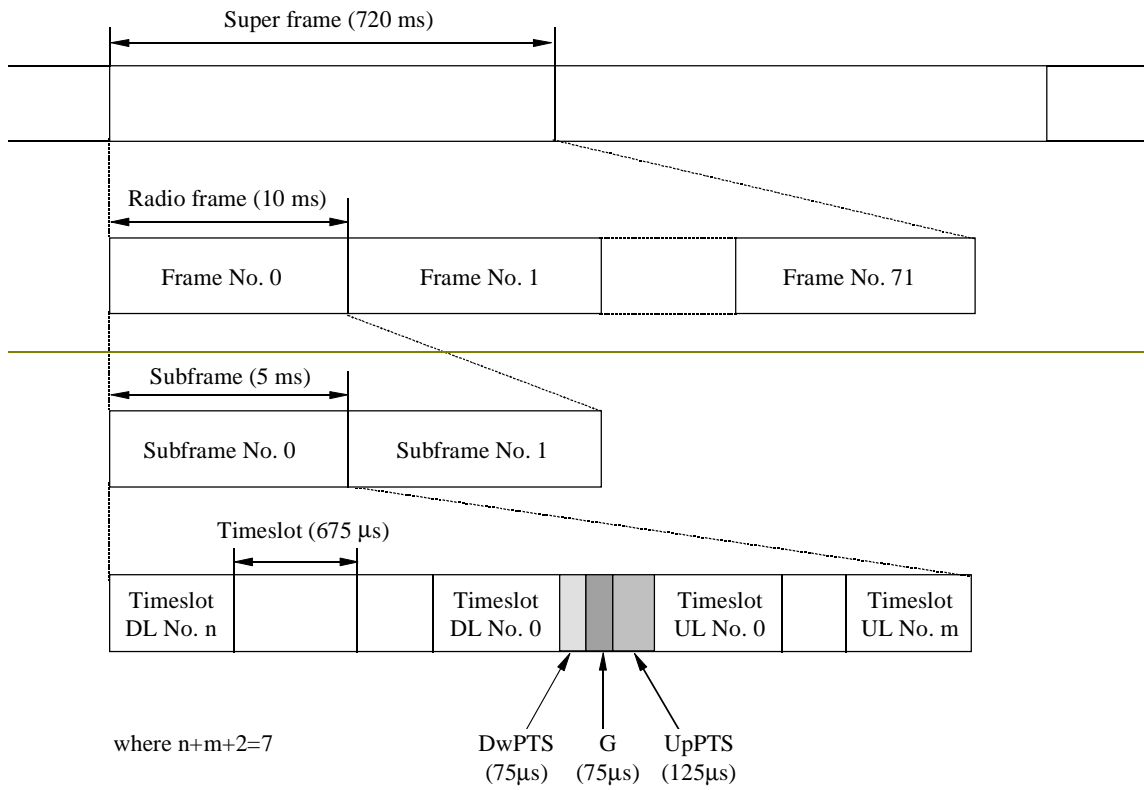 Super frame (720 ms)
Radio frame (10 ms)
Frame No. 0
Frame No. 1
Frame No. 71
Subframe (5 ms)
Subframe No. 0
Subframe No. 1
Timeslot (675 μs)
Timeslot
DL No. n
Timeslot
DL No. 0
Timeslot
UL No. 0
Timeslot
UL No. m
where n+m+2=7
DwPTS
(75μs)
G
(75μs)
UpPTS
(125μs)